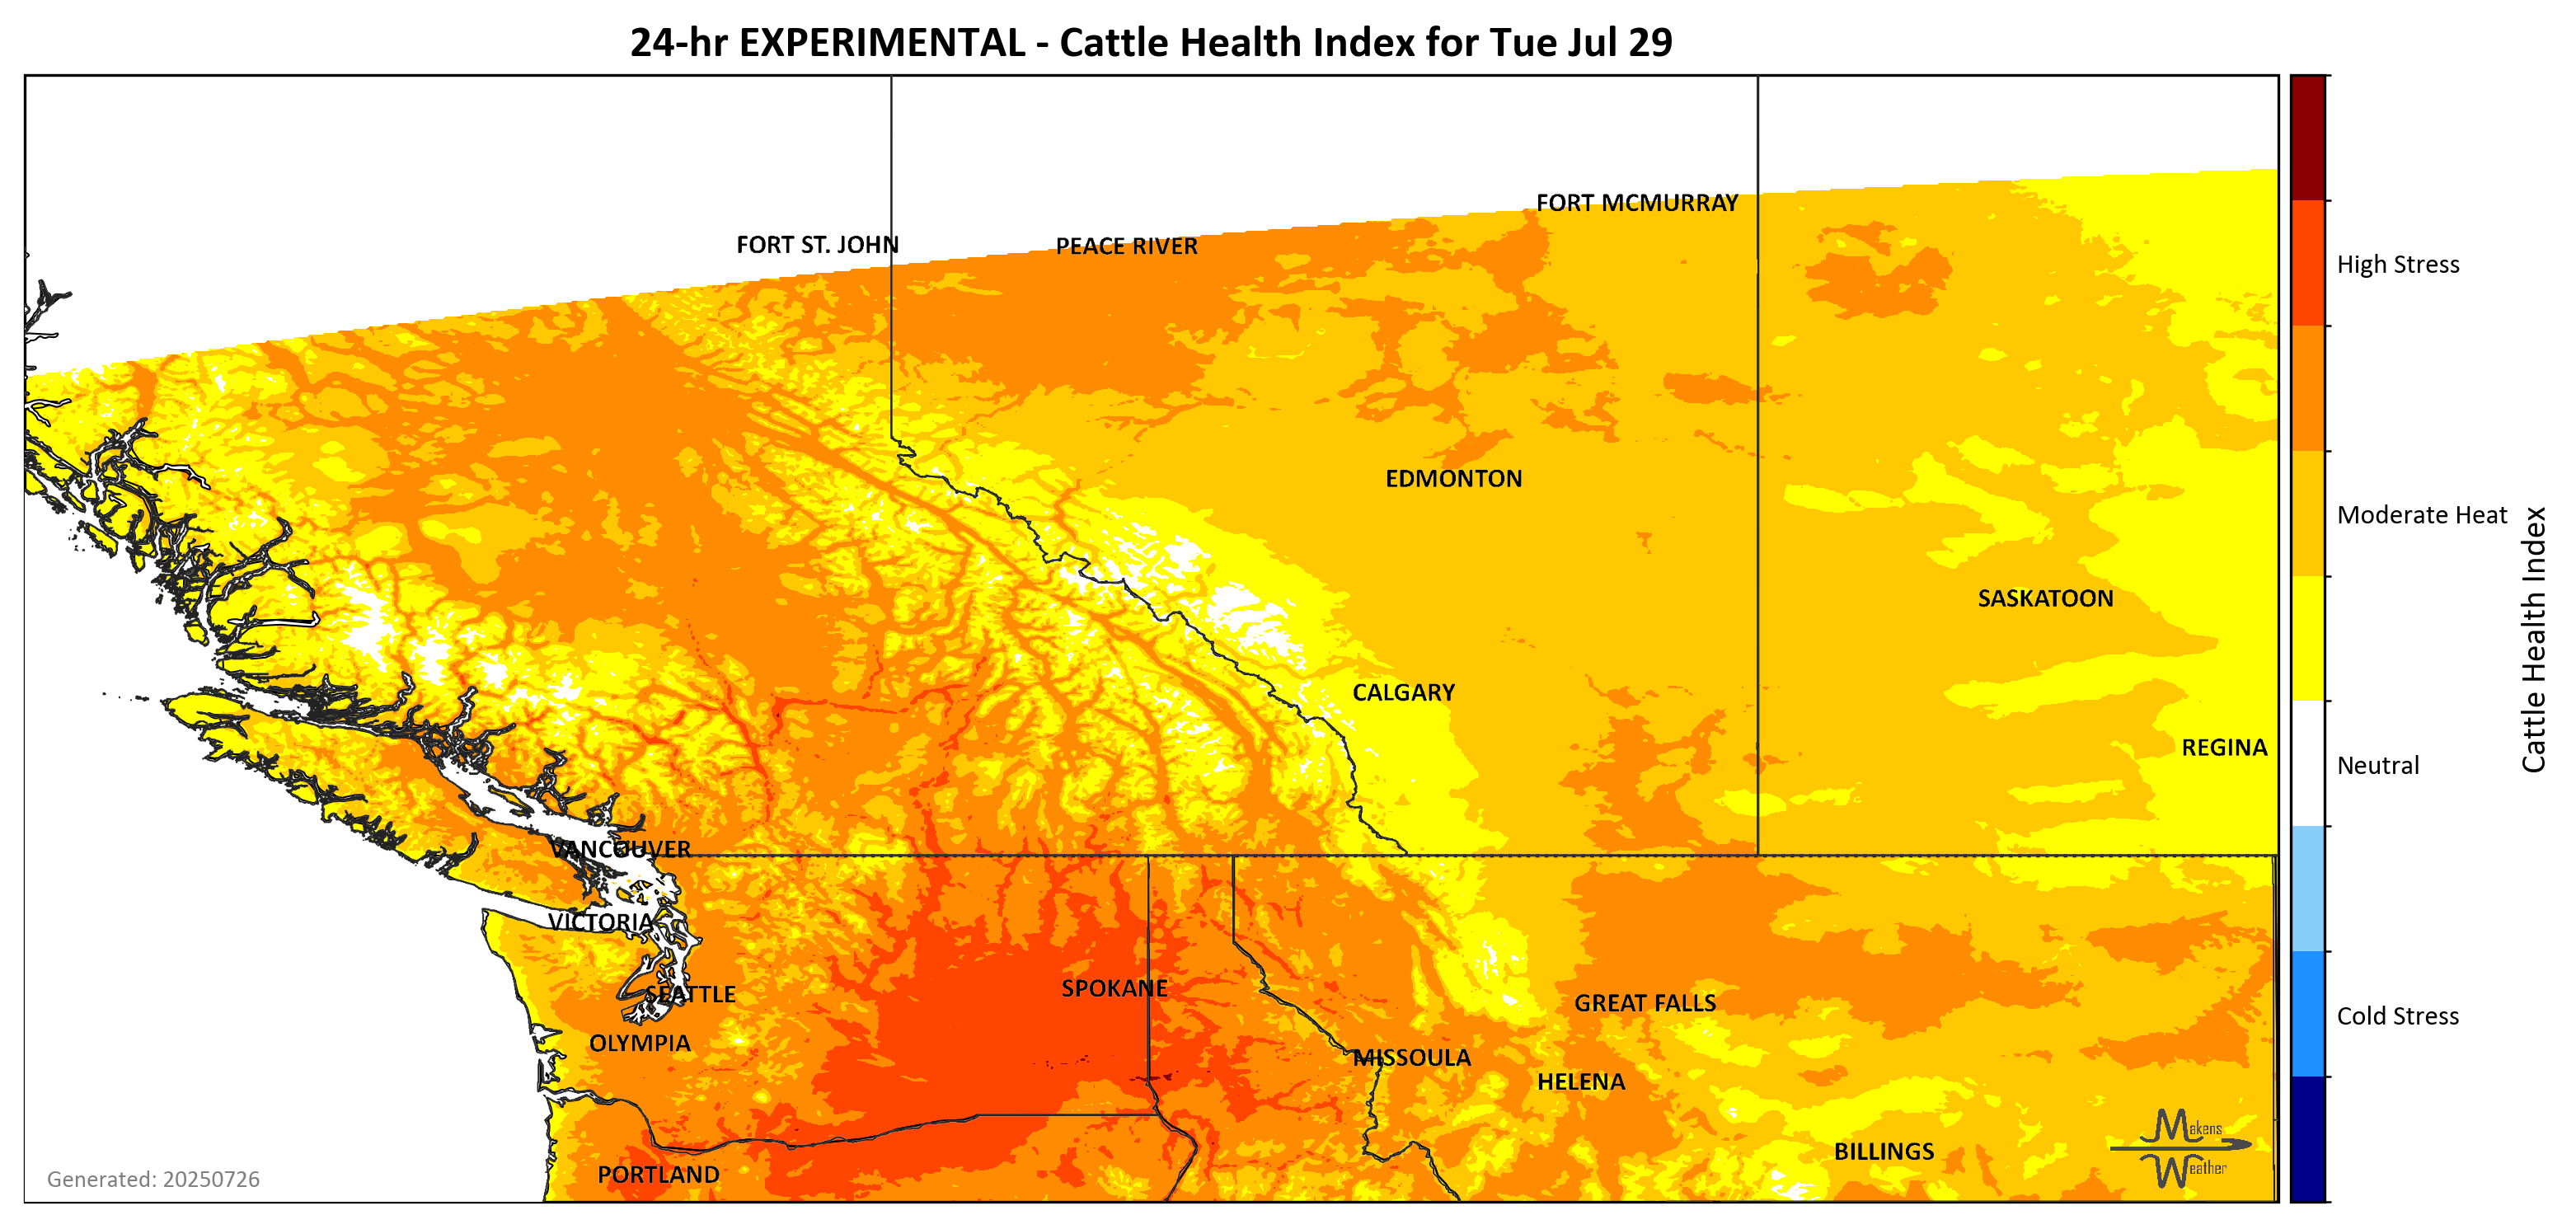 24-hr EXPERIMENTAL - Cattle Health Index for Tue Jul 29
FORT MCMURRAY
FORT ST. JOHN
PEACE RIVER
High Stress
EDMONTON
Moderate Heat
SASKATOON
CALGARY
REGINA
Neutral
Cattle Health Index
VANCOUVER
VICTORIA
SPOKANE
SEATTLE
GREAT FALLS
Cold Stress
OLYMPIA
MISSOULA
HELENA
Makens
BILLINGS
Weather
PORTLAND
Generated: 20250726